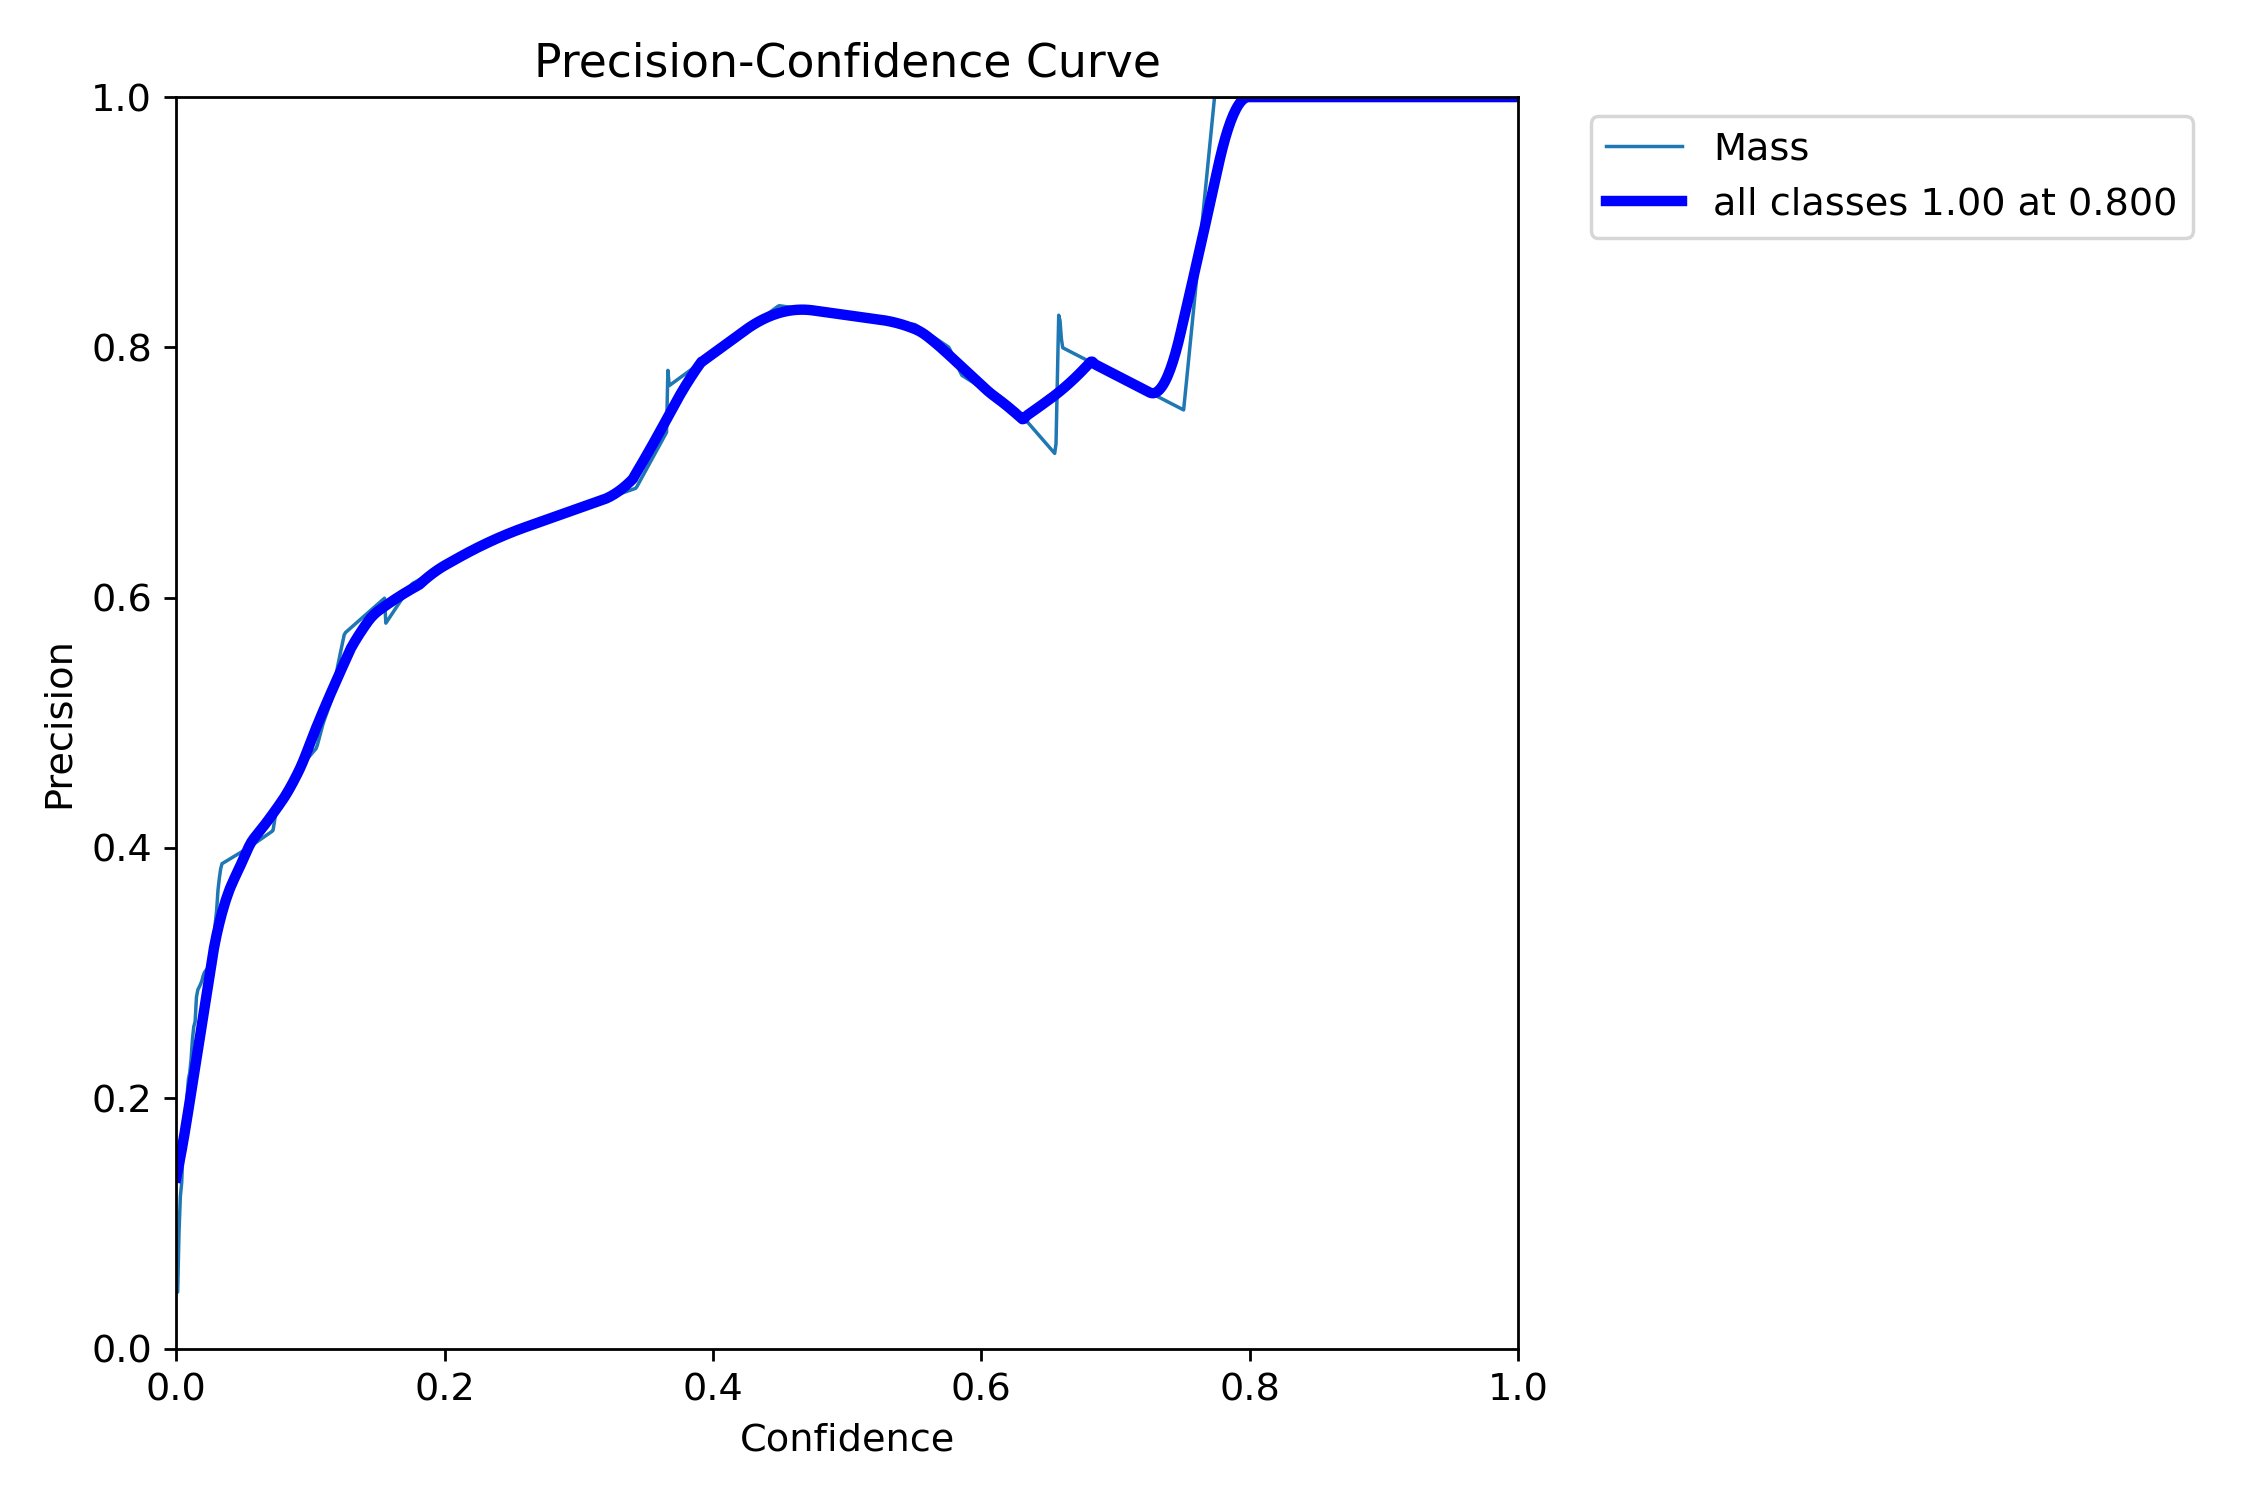 Precision-Confidence Curve
1.0
0.8
0.6
0.4
0.2
0.0
Precision
0.0 0.2 0.4 0.6 0.8 1.0
Confidence
Mass
all classes 1.00 at 0.800